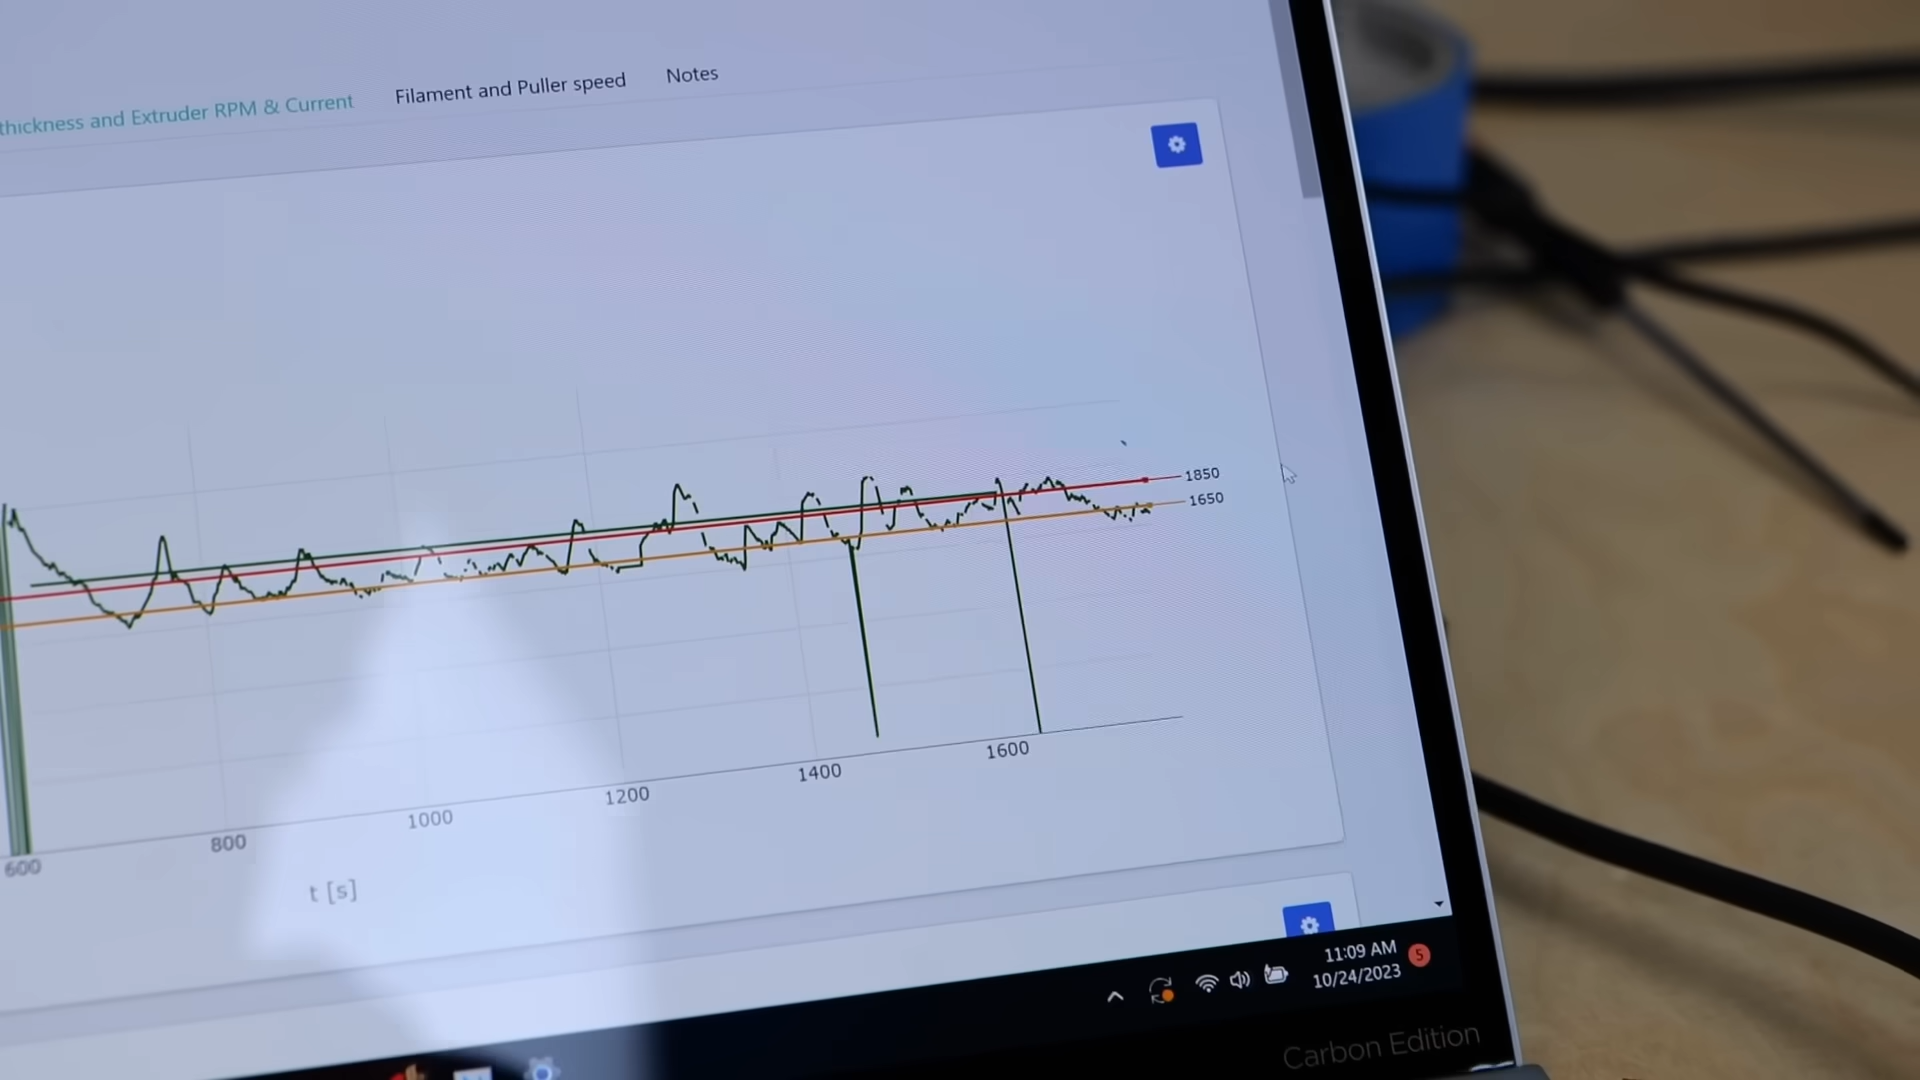 thickness and Extruder RPM & Current
Filament and Puller speed
Notes
1850
1650
600
800
1000
1200
1400
1600
t [s]
11:09 AM
10/24/2023
5
Carbon Edition